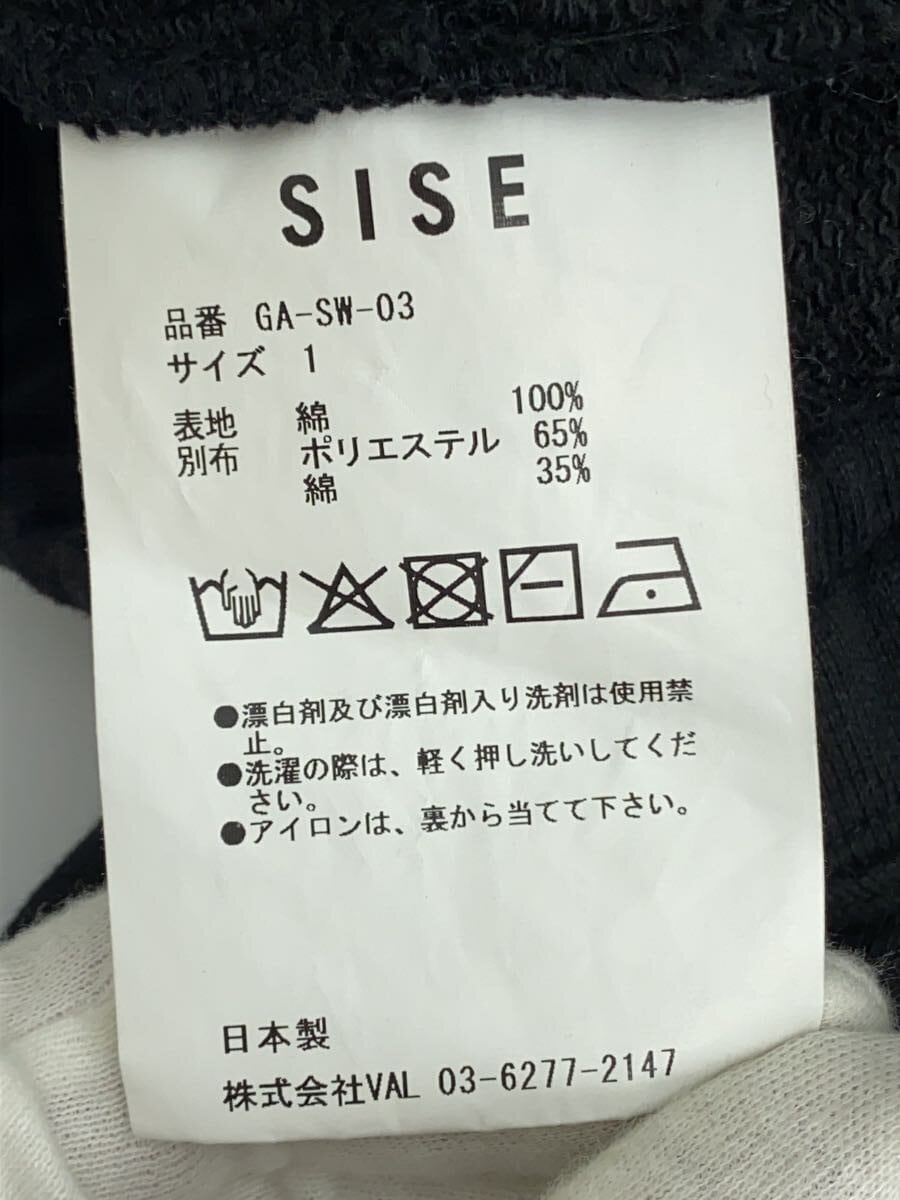 SISE
品番 GA-SW-03
サイズ 1
表地 綿 100%
別布 ポリエステル 65%
綿 35%
●漂白剤及び漂白剤入り洗剤は使用禁
止。
●洗濯の際は、軽く押し洗いしてくだ
さい。
●アイロンは、裏から当てて下さい。
日本製
株式会社VAL 03-6277-2147